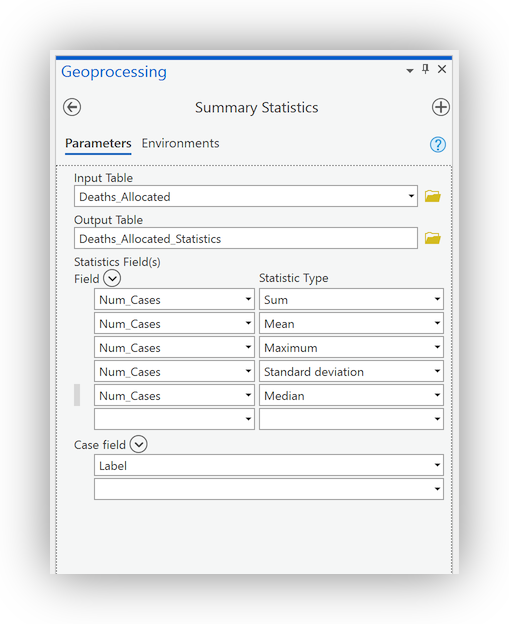 Geoprocessing
Summary Statistics
Parameters Environments
?
Input Table
Deaths_Allocated
Output Table
Deaths_Allocated_Statistics
Statistics Field(s)
Field Statistic Type
Num_Cases Sum
Num_Cases Mean
Num_Cases Maximum
Num_Cases Standard deviation
Num_Cases Median
Case field
Label